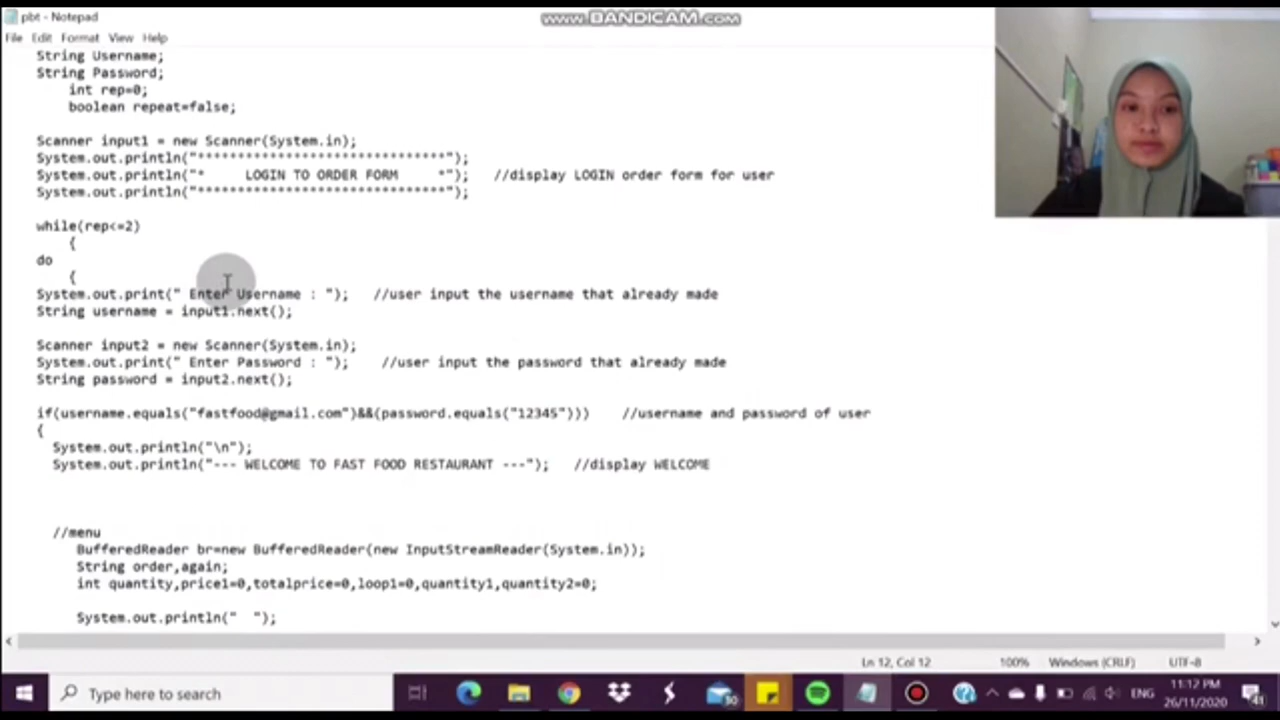 pbt - Notepad
www.BANDICAM.com
File Edit Format View Help
String Username;
String Password;
int rep=0;
boolean repeat=false;
Scanner input1 = new Scanner(System.in);
System.out.println("*******************************");
System.out.println("*     LOGIN TO ORDER FORM     *"); //display LOGIN order form for user
System.out.println("*******************************");
while(rep<=2)
{
do
{
System.out.print(" Enter Username : "); //user input the username that already made
String username = input1.next();
Scanner input2 = new Scanner(System.in);
System.out.print(" Enter Password : "); //user input the password that already made
String password = input2.next();
if(username.equals("fastfood@gmail.com")&&(password.equals("12345"))) //username and password of user
{
System.out.println("\n");
System.out.println("--- WELCOME TO FAST FOOD RESTAURANT ---"); //display WELCOME
//menu
BufferedReader br=new BufferedReader(new InputStreamReader(System.in));
String order,again;
int quantity,price1=0,totalprice=0,loop1=0,quantity1,quantity2=0;
System.out.println("  ");
Ln 12, Col 12 100% Windows (CRLF) UTF-8
Type here to search
50
ENG
11:12 PM
26/11/2020